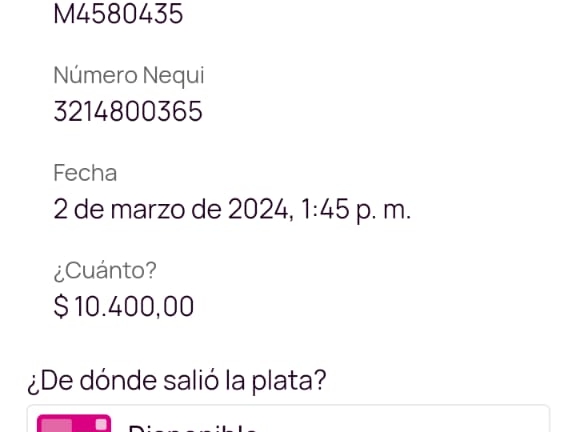 M4580435
Número Nequi
3214800365
Fecha
2 de marzo de 2024, 1:45 p. m.
¿Cuánto?
$ 10.400,00
¿De dónde salió la plata?
Disponible